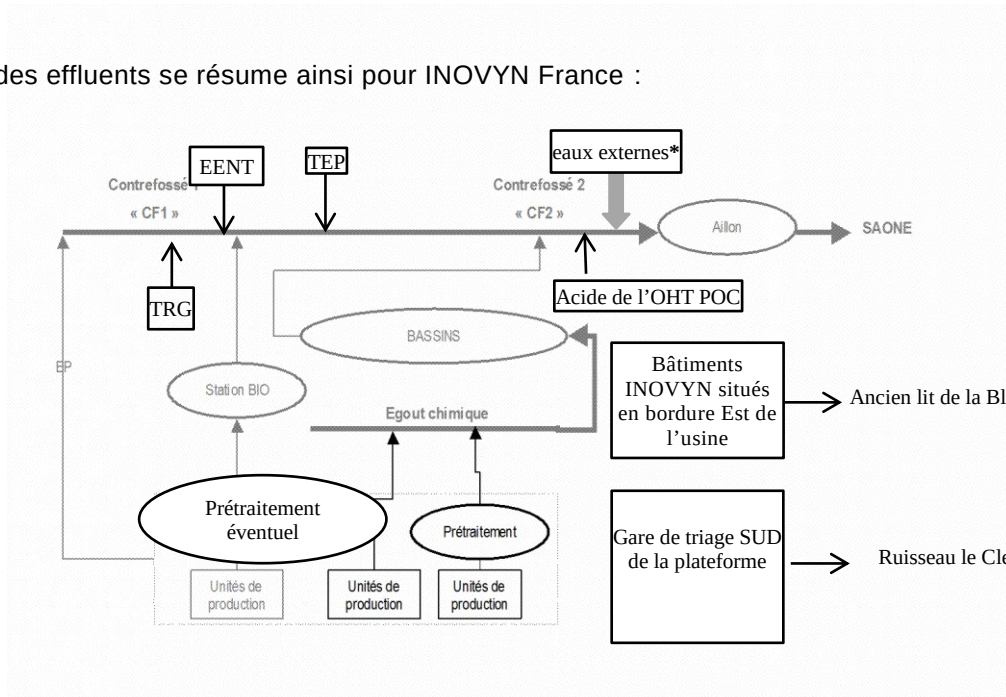 des effluents se résume ainsi pour INOVYN France :
EENT
TEP
eaux externes*
Contrefossé 1
Contrefossé 2
« CF1 »
« CF2 »
Aillon
SAONE
TRG
Acide de l'OHT POC
BASSINS
EP
Station BIO
Egout chimique
Bâtiments
INOVYN situés
en bordure Est de
l'usine
Ancien lit de la
Prétraitement
éventuel
Prétraitement
Gare de triage SUD
de la plateforme
Ruisseau le
Unités de
production
Unités de
production
Unités de
production